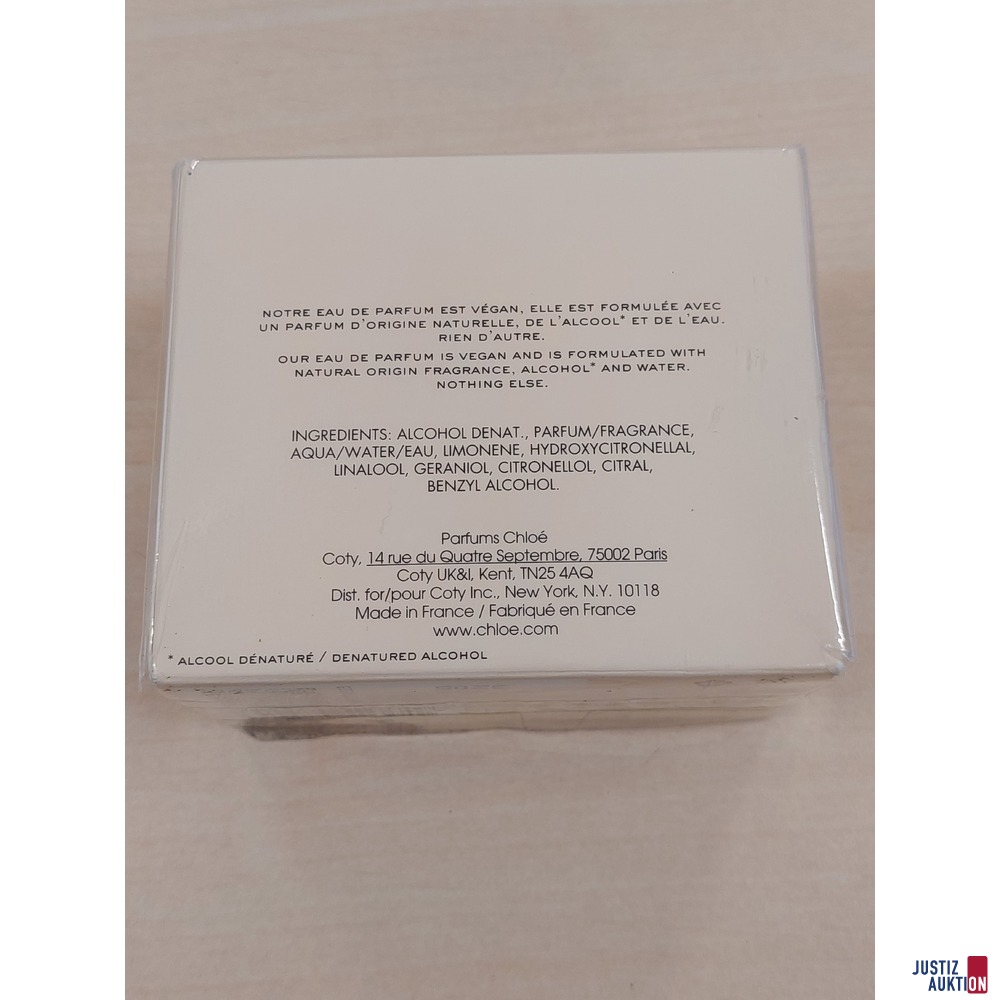 NOTRE EAU DE PARFUM EST VÉGAN, ELLE EST FORMULÉE AVEC
UN PARFUM D'ORIGINE NATURELLE, DE L'ALCOOL* ET DE L'EAU.
RIEN D'AUTRE.
OUR EAU DE PARFUM IS VEGAN AND IS FORMULATED WITH
NATURAL ORIGIN FRAGRANCE, ALCOHOL* AND WATER.
NOTHING ELSE.
INGREDIENTS: ALCOHOL DENAT., PARFUM/FRAGRANCE,
AQUA/WATER/EAU, LIMONENE, HYDROXYCITRONELLAL,
LINALOOL, GERANIOL, CITRONELLOL, CITRAL,
BENZYL ALCOHOL.
Parfums Chloé
Coty, 14 rue du Quatre Septembre, 75002 Paris
Coty UK&I, Kent, TN25 4AQ
Dist. for/pour Coty Inc., New York, N.Y. 10118
Made in France / Fabriqué en France
www.chloe.com
* ALCOOL DÉNATURÉ / DENATURED ALCOHOL
JUSTIZ
AUKTION